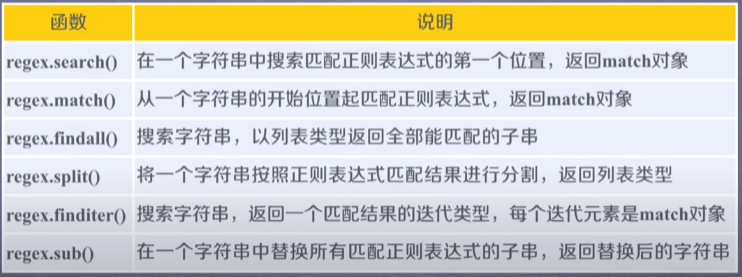 函数 说明
regex.search() 在一个字符串中搜索匹配正则表达式的第一个位置，返回match对象
regex.match() 从一个字符串的开始位置起匹配正则表达式，返回match对象
regex.findall() 搜索字符串，以列表类型返回全部能匹配的子串
regex.split() 将一个字符串按照正则表达式匹配结果进行分割，返回列表类型
regex.finditer() 搜索字符串，返回一个匹配结果的迭代类型，每个迭代元素是match对象
regex.sub() 在一个字符串中替换所有匹配正则表达式的子串，返回替换后的字符串